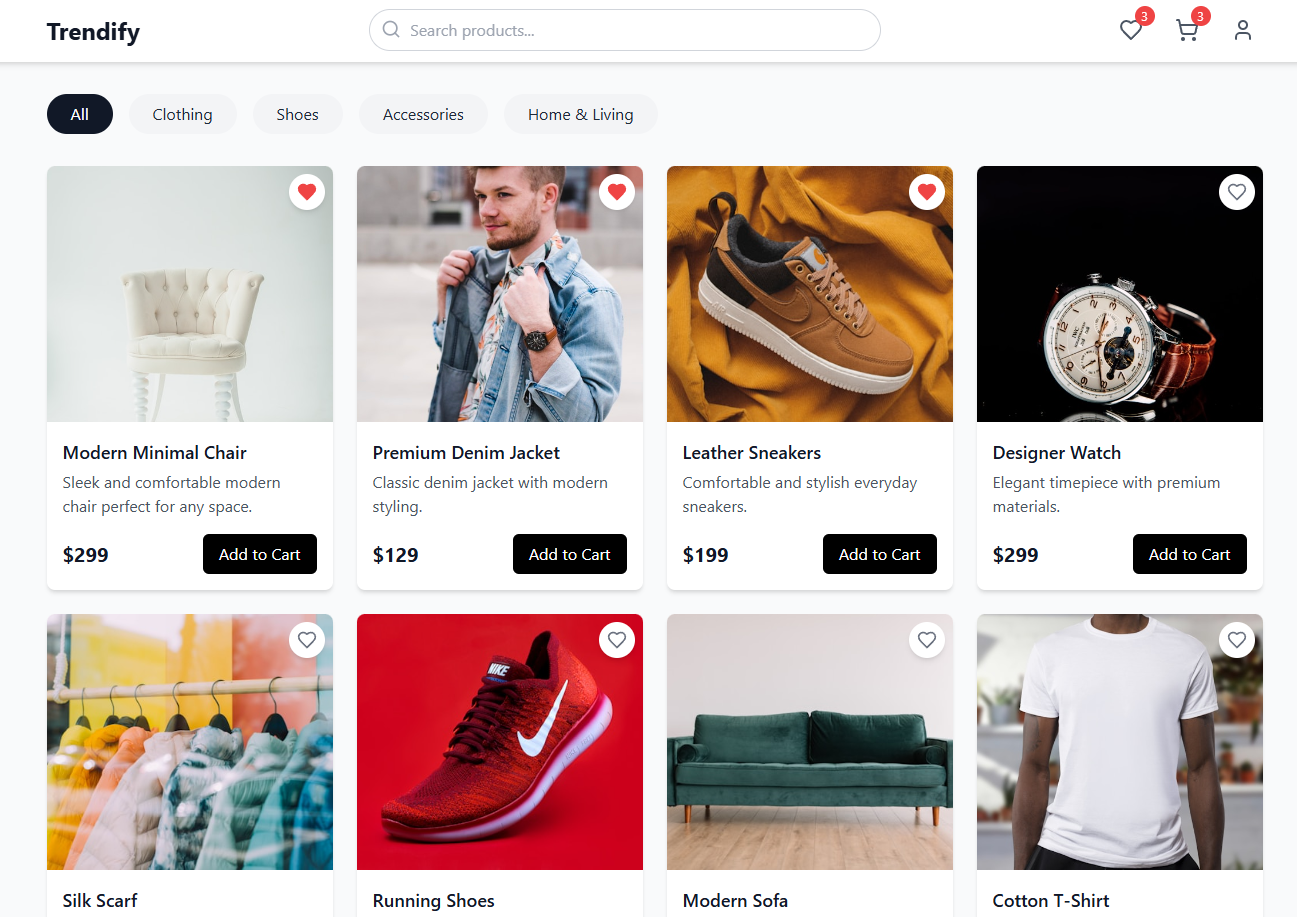 Trendify
Search products...
3
3
All
Clothing
Shoes
Accessories
Home & Living
Modern Minimal Chair
Sleek and comfortable modern
chair perfect for any space.
$299
Add to Cart
Premium Denim Jacket
Classic denim jacket with modern
styling.
$129
Add to Cart
Leather Sneakers
Comfortable and stylish everyday
sneakers.
$199
Add to Cart
IWC
Designer Watch
Elegant timepiece with premium
materials.
$299
Add to Cart
Silk Scarf
NIKE
Running Shoes
Modern Sofa
Cotton T-Shirt